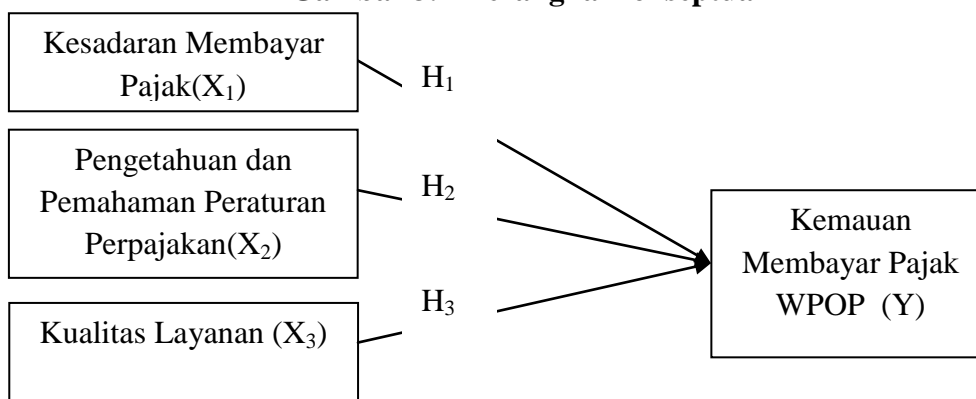 Kesadaran Membayar
Pajak(X₁)
H₁
Pengetahuan dan
Pemahaman Peraturan
Perpajakan(X₂)
H₂
Kualitas Layanan (X₃)
H₃
Kemauan
Membayar Pajak
WPOP (Y)